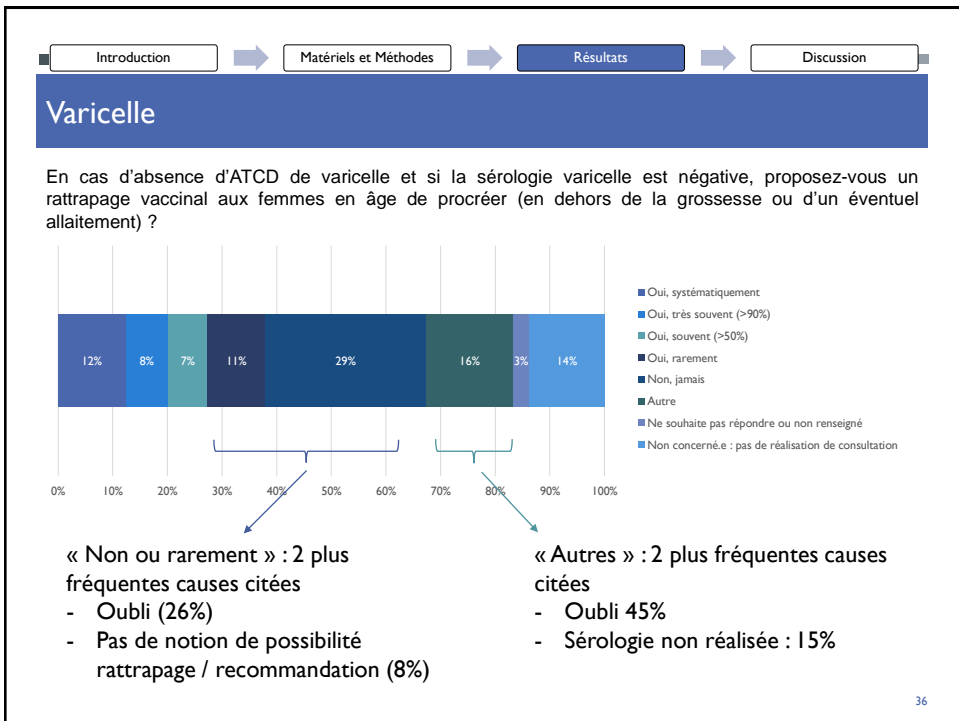 Introduction
Matériels et Méthodes
Résultats
Discussion
Varicelle
En cas d'absence d'ATCD de varicelle et si la sérologie varicelle est négative, proposez-vous un
rattrapage vaccinal aux femmes en âge de procréer (en dehors de la grossesse ou d'un éventuel
allaitement) ?
12% 8% 7% 11% 29% 16% 3% 14%
0% 10% 20% 30% 40% 50% 60% 70% 80% 90% 100%
Oui, systématiquement
Oui, très souvent (>90%)
Oui, souvent (>50%)
Oui, rarement
Non, jamais
Autre
Ne souhaite pas répondre ou non renseigné
Non concerné.e : pas de réalisation de consultation
« Non ou rarement » : 2 plus
fréquentes causes citées
- Oubli (26%)
- Pas de notion de possibilité
rattrapage / recommandation (8%)
« Autres » : 2 plus fréquentes causes
citées
- Oubli 45%
- Sérologie non réalisée : 15%
36